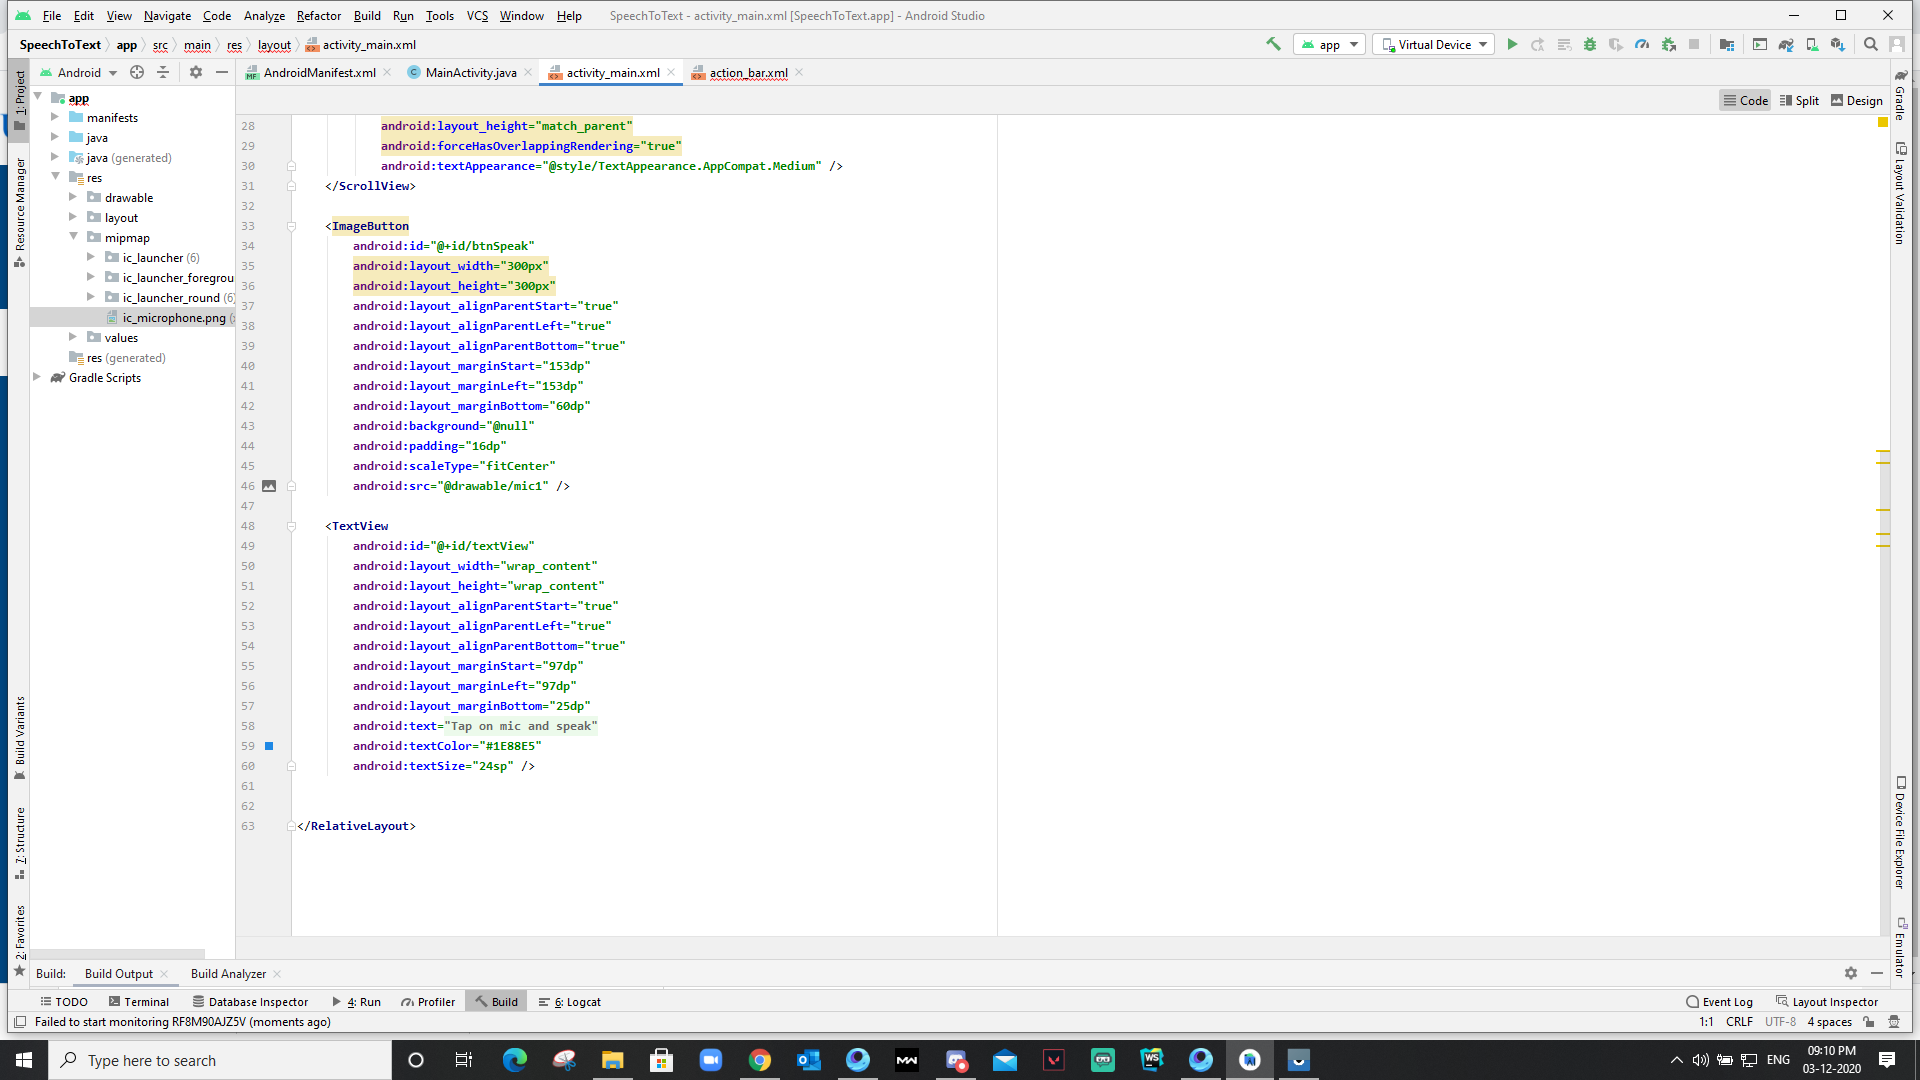 File Edit View Navigate Code Analyze Refactor Build Run Tools VCS Window Help SpeechToText - activity_main.xml [SpeechToText.app] - Android Studio
SpeechToText app src main res layout activity_main.xml
app Virtual Device
Android
AndroidManifest.xml MainActivity.java activity_main.xml action_bar.xml
Code Split Design
1: Project
Resource Manager
Build Variants
7: Structure
2: Favorites
app
manifests
java
java (generated)
res
drawable
layout
mipmap
ic_launcher (6)
ic_launcher_foregrou
ic_launcher_round (6)
ic_microphone.png
values
res (generated)
Gradle Scripts
28 android:layout_height="match_parent"
29 android:forceHasOverlappingRendering="true"
30 android:textAppearance="@style/TextAppearance.AppCompat.Medium" />
31 </ScrollView>
32
33 <ImageButton
34 android:id="@+id/btnSpeak"
35 android:layout_width="300px"
36 android:layout_height="300px"
37 android:layout_alignParentStart="true"
38 android:layout_alignParentLeft="true"
39 android:layout_alignParentBottom="true"
40 android:layout_marginStart="153dp"
41 android:layout_marginLeft="153dp"
42 android:layout_marginBottom="60dp"
43 android:background="@null"
44 android:padding="16dp"
45 android:scaleType="fitCenter"
46 android:src="@drawable/mic1" />
47
48 <TextView
49 android:id="@+id/textView"
50 android:layout_width="wrap_content"
51 android:layout_height="wrap_content"
52 android:layout_alignParentStart="true"
53 android:layout_alignParentLeft="true"
54 android:layout_alignParentBottom="true"
55 android:layout_marginStart="97dp"
56 android:layout_marginLeft="97dp"
57 android:layout_marginBottom="25dp"
58 android:text="Tap on mic and speak"
59 android:textColor="#1E88E5"
60 android:textSize="24sp" />
61
62
63 </RelativeLayout>
Gradle
Layout Validation
Device File Explorer
Emulator
Build: Build Output Build Analyzer
TODO Terminal Database Inspector 4: Run Profiler Build 6: Logcat Event Log Layout Inspector
Failed to start monitoring RF8M90AJZ5V (moments ago) 1:1 CRLF UTF-8 4 spaces
Type here to search
ENG
09:10 PM
03-12-2020